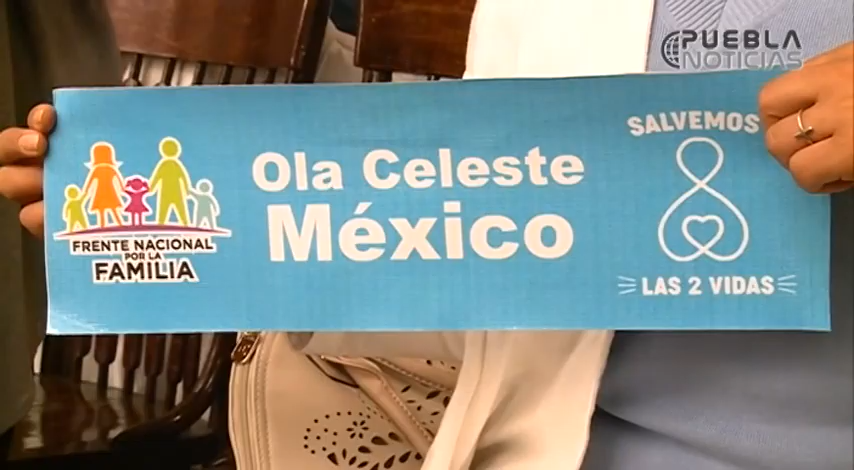 PUEBLA
NOTICIAS
SALVEMOS
Ola Celeste
México
FRENTE NACIONAL
POR LA
FAMILIA
LAS 2 VIDAS